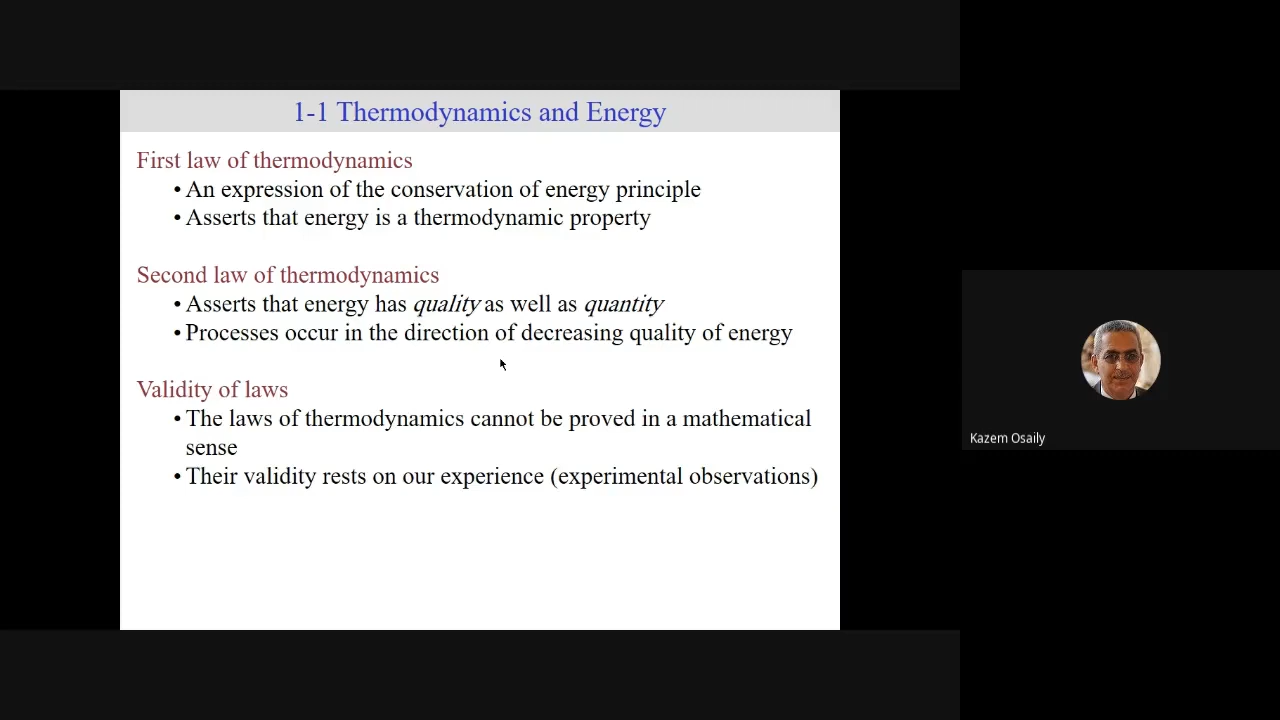 1-1 Thermodynamics and Energy
First law of thermodynamics
• An expression of the conservation of energy principle
• Asserts that energy is a thermodynamic property
Second law of thermodynamics
• Asserts that energy has quality as well as quantity
• Processes occur in the direction of decreasing quality of energy
Validity of laws
• The laws of thermodynamics cannot be proved in a mathematical
sense
• Their validity rests on our experience (experimental observations)
Kazem Osaily